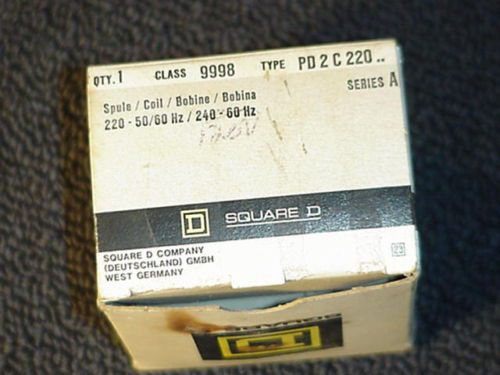 QTY. 1 CLASS 9998 TYPE PD 2 C 220 ..
SERIES A
Spule / Coil / Bobine / Bobina
220 - 50/60 Hz / 240 - 60 Hz
D SQUARE D
SQUARE D COMPANY
(DEUTSCHLAND) GMBH
WEST GERMANY